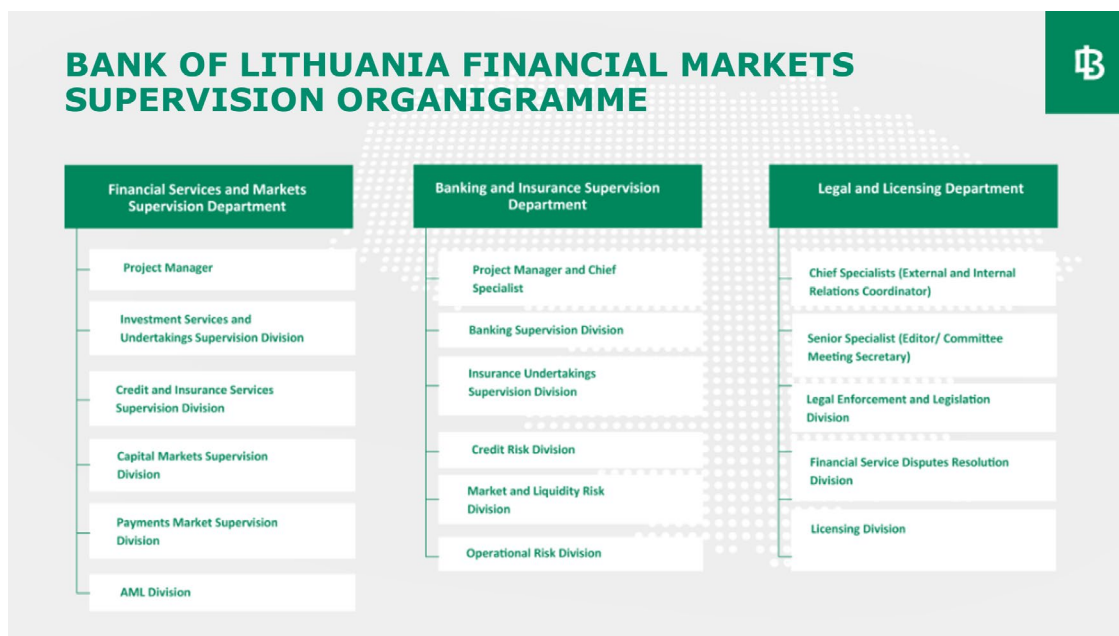 BANK OF LITHUANIA FINANCIAL MARKETS
SUPERVISION ORGANIGRAMME
Financial Services and Markets
Supervision Department
Project Manager
Investment Services and
Undertakings Supervision Division
Credit and Insurance Services
Supervision Division
Capital Markets Supervision
Division
Payments Market Supervision
Division
AML Division
Banking and Insurance Supervision
Department
Project Manager and Chief
Specialist
Banking Supervision Division
Insurance Undertakings
Supervision Division
Credit Risk Division
Market and Liquidity Risk
Division
Operational Risk Division
Legal and Licensing Department
Chief Specialists (External and Internal
Relations Coordinator)
Senior Specialist (Editor/ Committee
Meeting Secretary)
Legal Enforcement and Legislation
Division
Financial Service Disputes Resolution
Division
Licensing Division